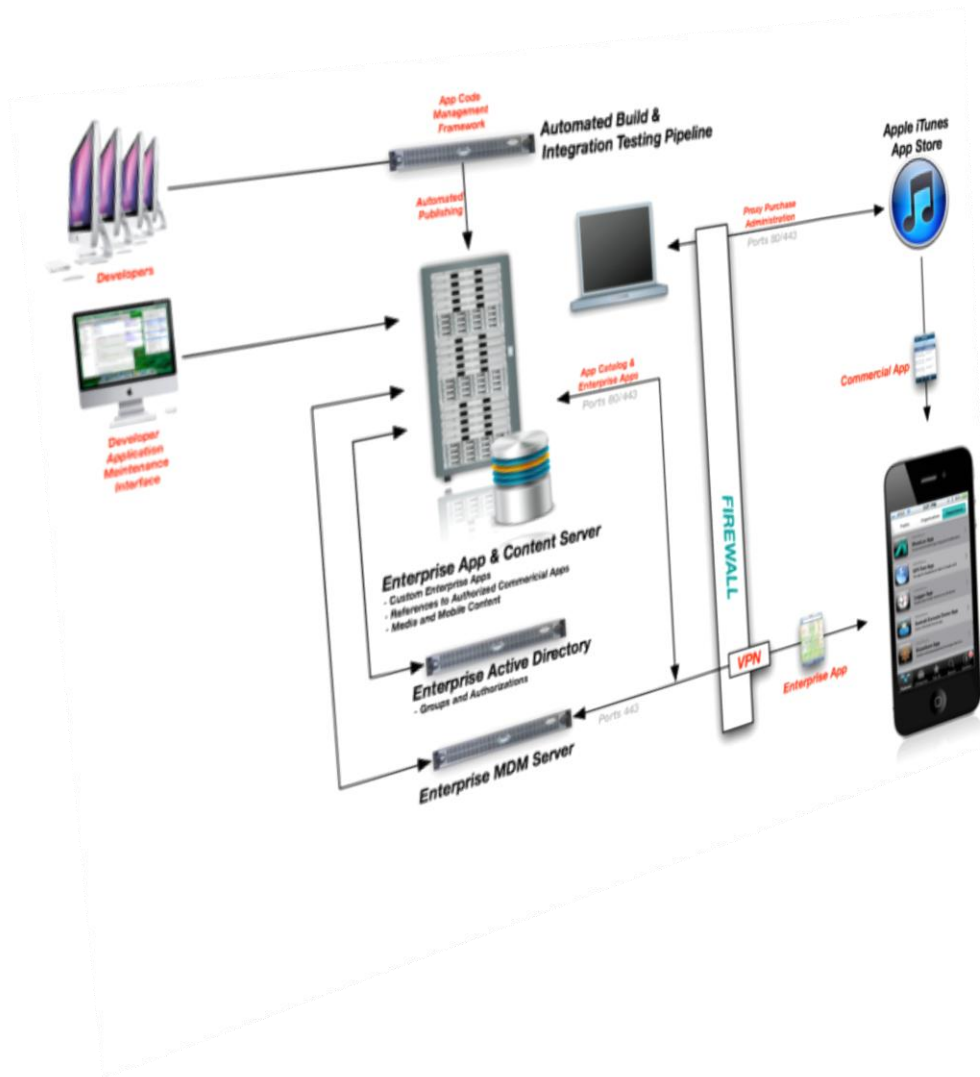 App Code
Management
Framework
Automated Build &
Integration Testing Pipeline
Apple iTunes
App Store
Automated
Publishing
Proxy Purchase
Administration
Ports 80/443
Developers
App Catalog &
Enterprise Apps
Ports 80/443
Commercial App
Developer
Application
Maintenance
Interface
FIREWALL
Enterprise App & Content Server
- Custom Enterprise Apps
- References to Authorized Commericial Apps
- Media and Mobile Content
Enterprise Active Directory
- Groups and Authorizations
VPN
Enterprise App
Ports 443
Enterprise MDM Server